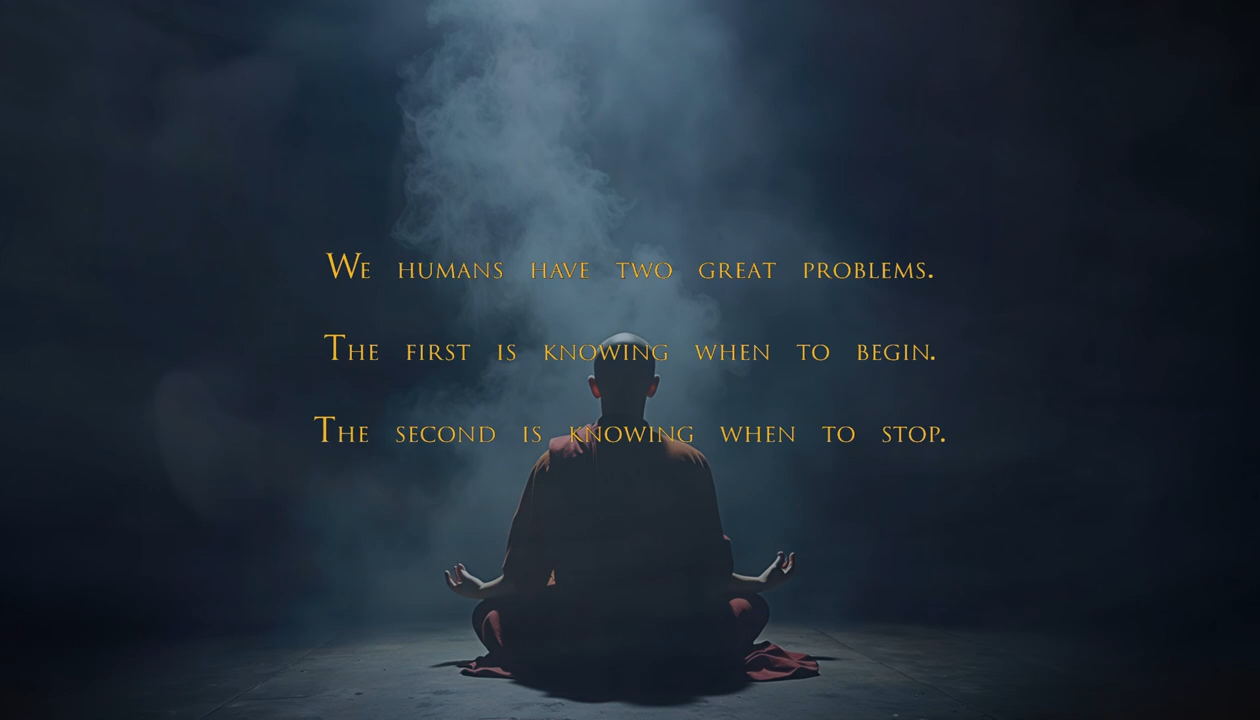 We humans have two great problems.
The first is knowing when to begin.
The second is knowing when to stop.